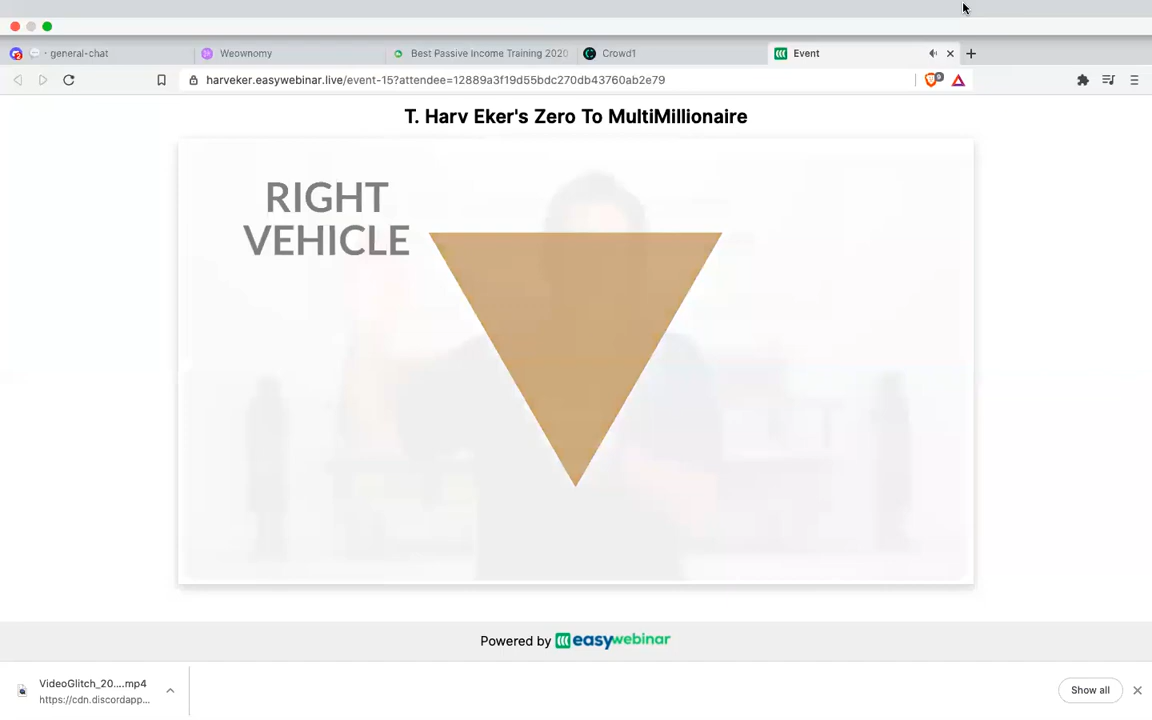 general-chat
Weownomy
Best Passive Income Training 2020
Crowd1
Event
harveker.easywebinar.live/event-15?attendee=12889a3f19d55bdc270db43760ab2e79
T. Harv Eker's Zero To MultiMillionaire
RIGHT
VEHICLE
Powered by easywebinar
VideoGlitch_20....mp4
https://cdn.discordapp...
Show all